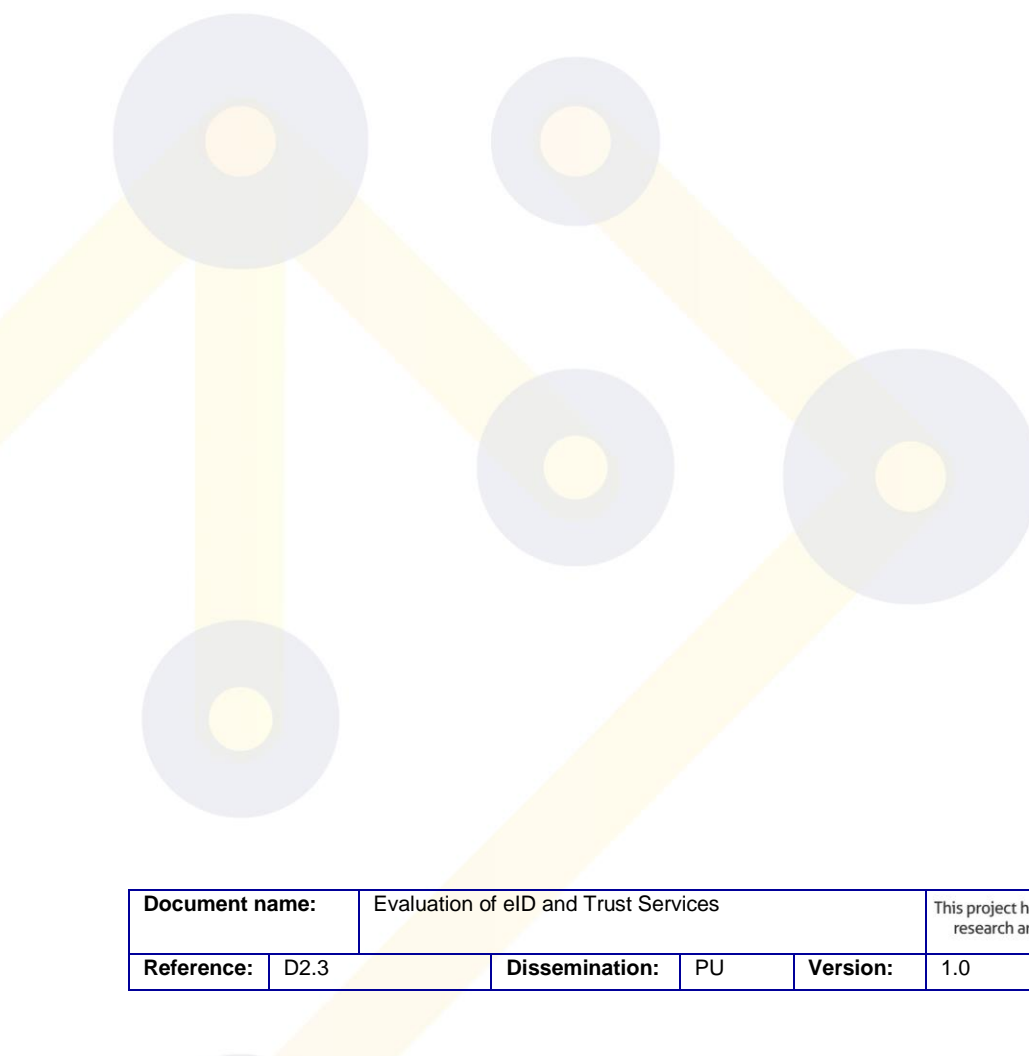 Document name: Evaluation of eID and Trust Services This project h
research ar
Reference: D2.3 Dissemination: PU Version: 1.0